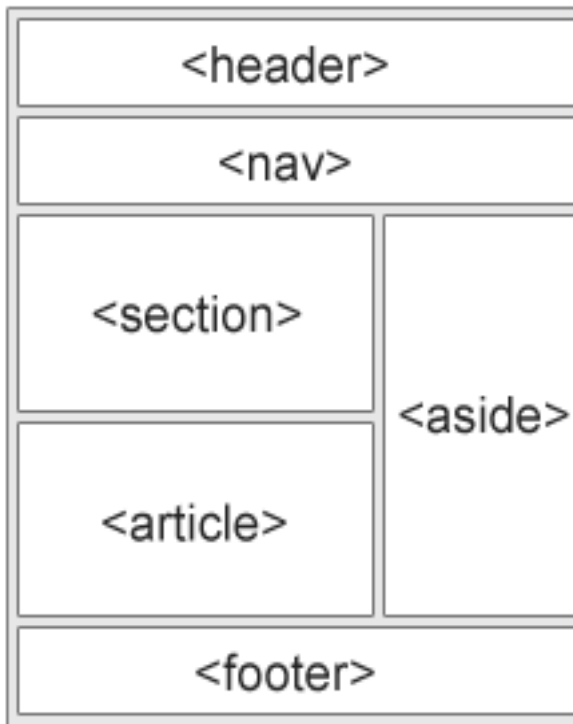 <header>
<nav>
<section>
<article>
<aside>
<footer>